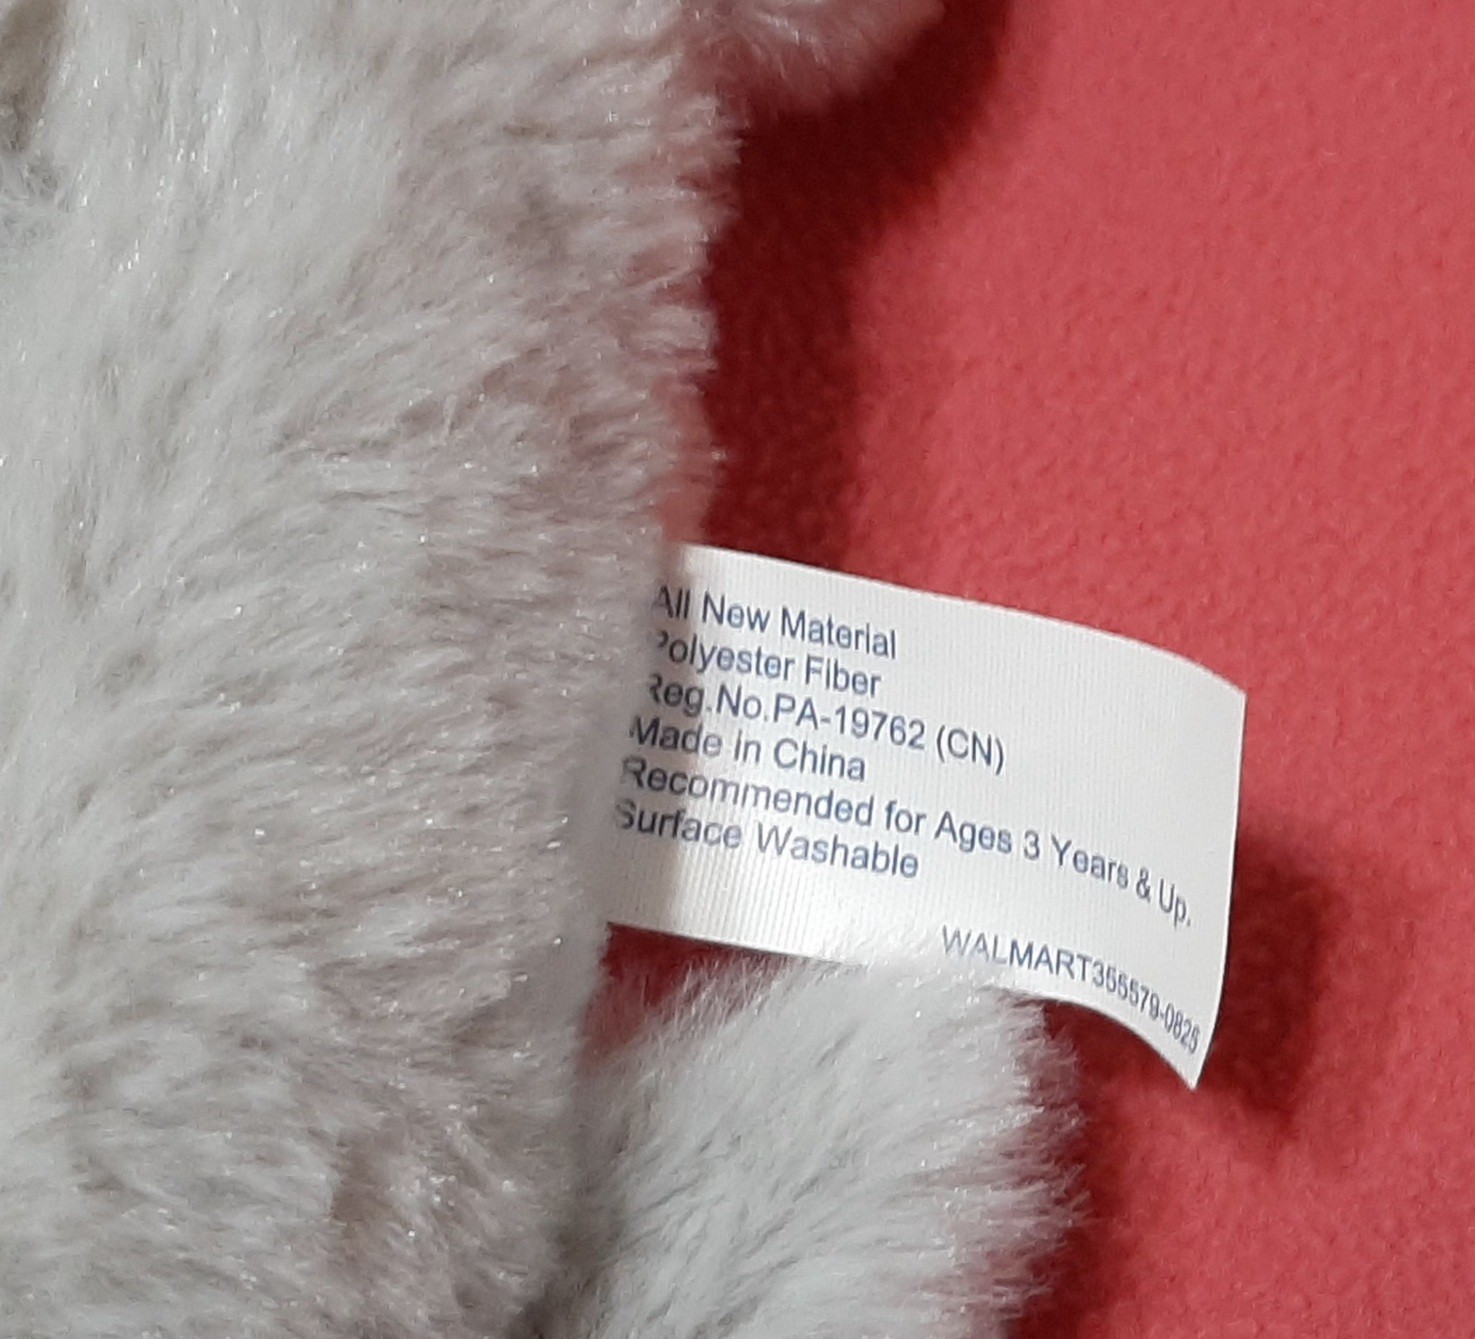 All New Material
Polyester Fiber
Reg.No.PA-19762 (CN)
Made in China
Recommended for Ages 3 Years & Up.
Surface Washable
WALMART355579-0825